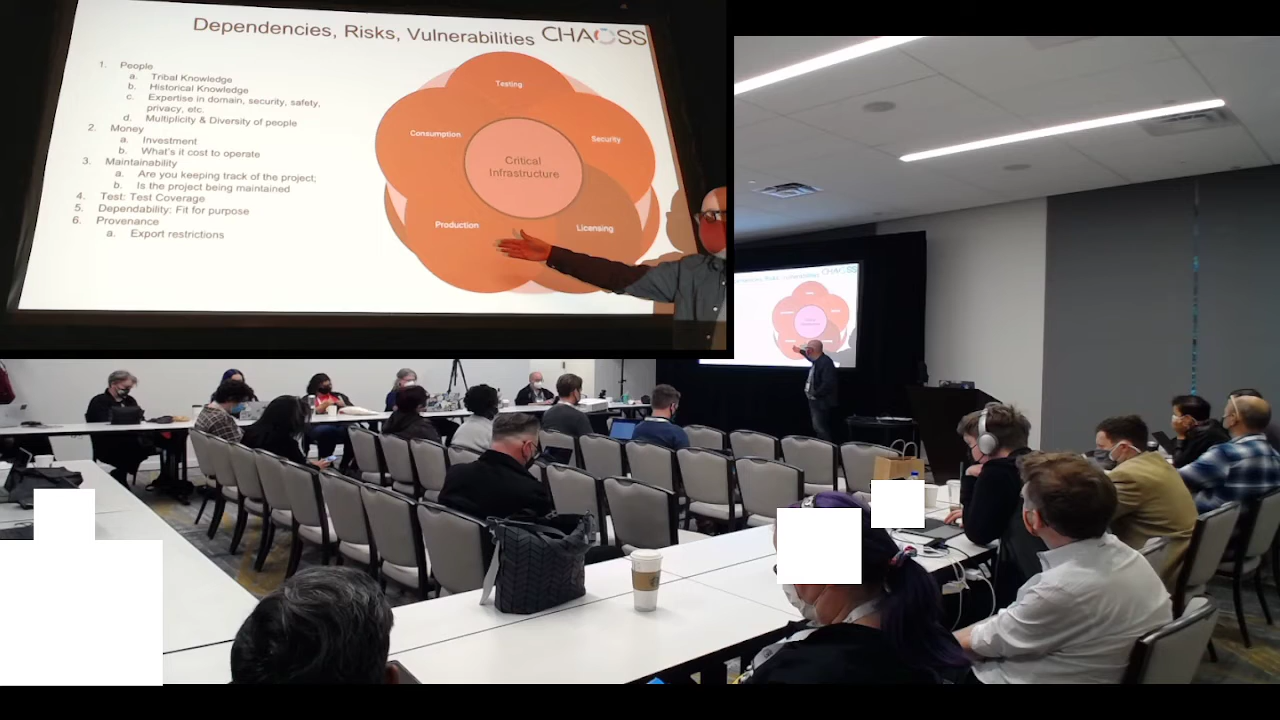 Dependencies, Risks, Vulnerabilities CHAOSS
1. People
a. Tribal Knowledge
b. Historical Knowledge
c. Expertise in domain, security, safety,
privacy, etc.
d. Multiplicity & Diversity of people
2. Money
a. Investment
b. What's it cost to operate
3. Maintainability
a. Are you keeping track of the project;
b. Is the project being maintained
4. Test: Test Coverage
5. Dependability: Fit for purpose
6. Provenance
a. Export restrictions
Testing
Consumption
Security
Critical
Infrastructure
Production
Licensing
CHAOSS